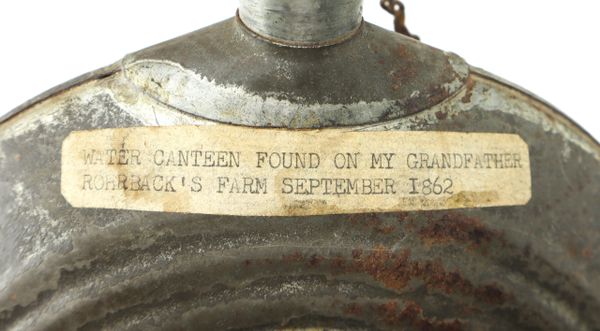 WATER CANTEEN FOUND ON MY GRANDFATHER
ROHRBACK'S FARM SEPTEMBER 1862